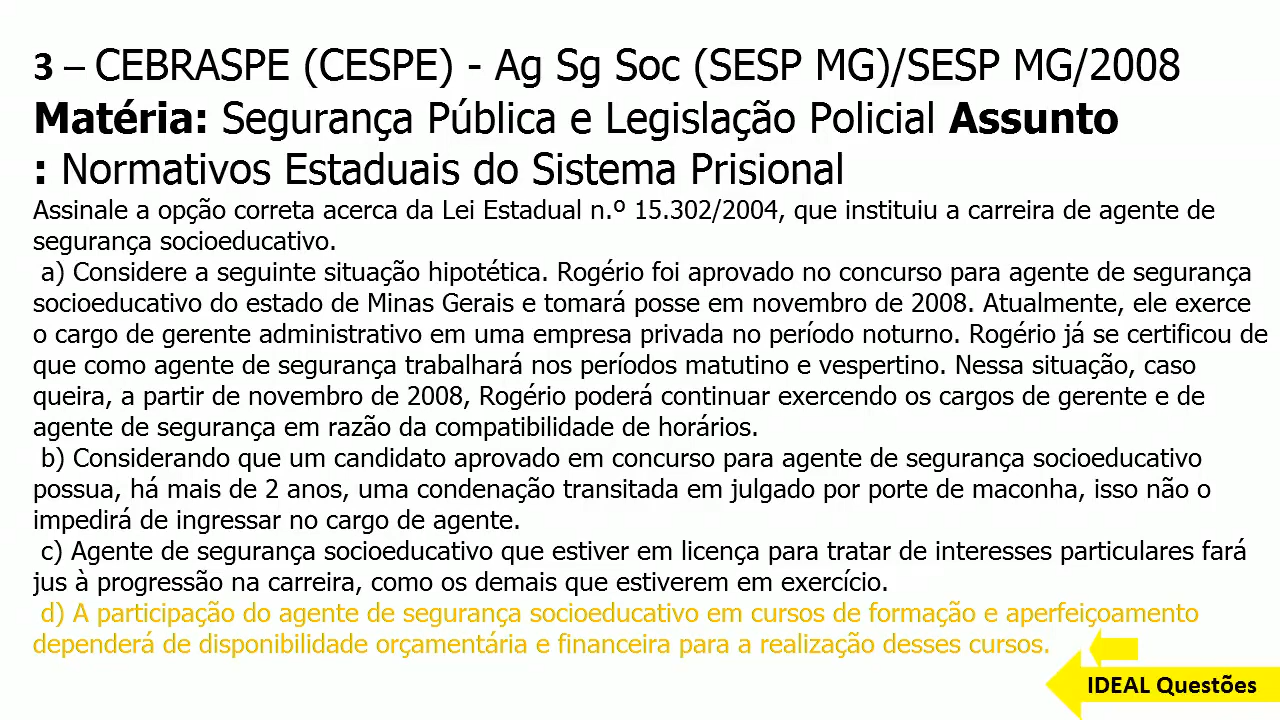 3 – CEBRASPE (CESPE) - Ag Sg Soc (SESP MG)/SESP MG/2008
Matéria: Segurança Pública e Legislação Policial Assunto
: Normativos Estaduais do Sistema Prisional
Assinale a opção correta acerca da Lei Estadual n.º 15.302/2004, que instituiu a carreira de agente de
segurança socioeducativo.
a) Considere a seguinte situação hipotética. Rogério foi aprovado no concurso para agente de segurança
socioeducativo do estado de Minas Gerais e tomará posse em novembro de 2008. Atualmente, ele exerce
o cargo de gerente administrativo em uma empresa privada no período noturno. Rogério já se certificou de
que como agente de segurança trabalhará nos períodos matutino e vespertino. Nessa situação, caso
queira, a partir de novembro de 2008, Rogério poderá continuar exercendo os cargos de gerente e de
agente de segurança em razão da compatibilidade de horários.
b) Considerando que um candidato aprovado em concurso para agente de segurança socioeducativo
possua, há mais de 2 anos, uma condenação transitada em julgado por porte de maconha, isso não o
impedirá de ingressar no cargo de agente.
c) Agente de segurança socioeducativo que estiver em licença para tratar de interesses particulares fará
jus à progressão na carreira, como os demais que estiverem em exercício.
d) A participação do agente de segurança socioeducativo em cursos de formação e aperfeiçoamento
dependerá de disponibilidade orçamentária e financeira para a realização desses cursos.
IDEAL Questões